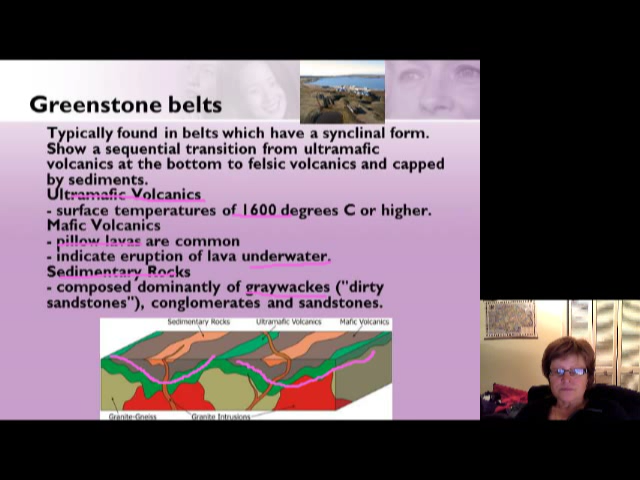 Greenstone belts
Typically found in belts which have a synclinal form.
Show a sequential transition from ultramafic
volcanics at the bottom to felsic volcanics and capped
by sediments.
Ultramafic Volcanics
- surface temperatures of 1600 degrees C or higher.
Mafic Volcanics
- pillow lavas are common
- indicate eruption of lava underwater.
Sedimentary Rocks
- composed dominantly of graywackes ("dirty
sandstones"), conglomerates and sandstones.
Sedimentary Rocks Ultramafic Volcanics Mafic Volcanics
Granite-Gneiss Granite Intrusions